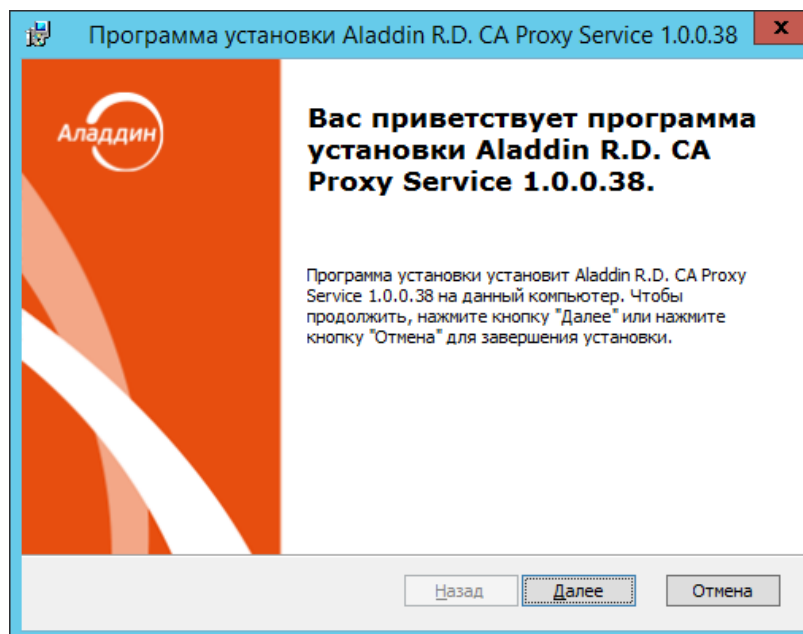 Программа установки Aladdin R.D. CA Proxy Service 1.0.0.38
x
Аладдин
Вас приветствует программа
установки Aladdin R.D. CA
Proxy Service 1.0.0.38.
Программа установки установит Aladdin R.D. CA Proxy
Service 1.0.0.38 на данный компьютер. Чтобы
продолжить, нажмите кнопку "Далее" или нажмите
кнопку "Отмена" для завершения установки.
Назад Далее Отмена